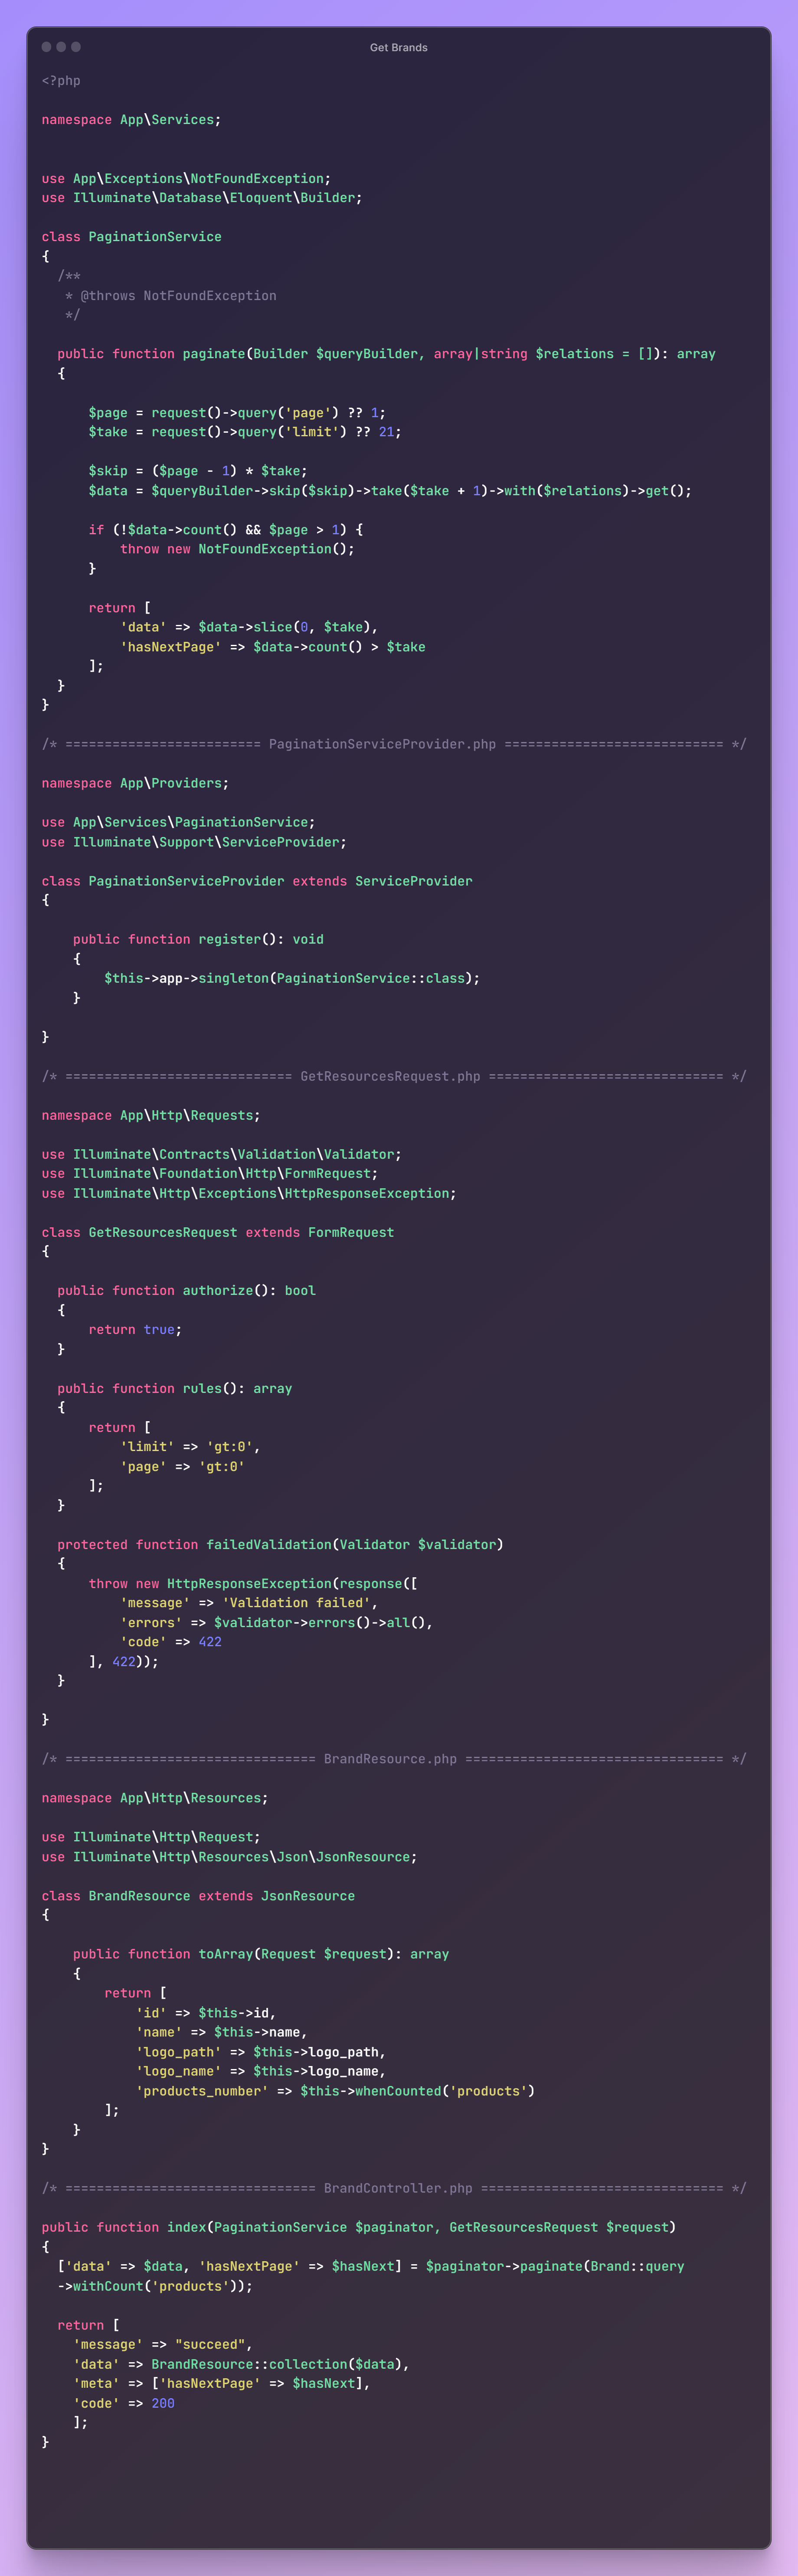 Get Brands
<?php
namespace App\Services;
use App\Exceptions\NotFoundException;
use Illuminate\Database\Eloquent\Builder;
class PaginationService
{
  /**
   * @throws NotFoundException
   */
  public function paginate(Builder $queryBuilder, array|string $relations = []): array
  {
      $page = request()->query('page') ?? 1;
      $take = request()->query('limit') ?? 21;
      $skip = ($page - 1) * $take;
      $data = $queryBuilder->skip($skip)->take($take + 1)->with($relations)->get();
      if (!$data->count() && $page > 1) {
          throw new NotFoundException();
      }
      return [
          'data' => $data->slice(0, $take),
          'hasNextPage' => $data->count() > $take
      ];
  }
}
/* ========================= PaginationServiceProvider.php ============================ */
namespace App\Providers;
use App\Services\PaginationService;
use Illuminate\Support\ServiceProvider;
class PaginationServiceProvider extends ServiceProvider
{
    public function register(): void
    {
        $this->app->singleton(PaginationService::class);
    }
}
/* ============================= GetResourcesRequest.php ============================== */
namespace App\Http\Requests;
use Illuminate\Contracts\Validation\Validator;
use Illuminate\Foundation\Http\FormRequest;
use Illuminate\Http\Exceptions\HttpResponseException;
class GetResourcesRequest extends FormRequest
{
  public function authorize(): bool
  {
      return true;
  }
  public function rules(): array
  {
      return [
          'limit' => 'gt:0',
          'page' => 'gt:0'
      ];
  }
  protected function failedValidation(Validator $validator)
  {
      throw new HttpResponseException(response([
          'message' => 'Validation failed',
          'errors' => $validator->errors()->all(),
          'code' => 422
      ], 422));
  }
}
/* ================================ BrandResource.php ================================= */
namespace App\Http\Resources;
use Illuminate\Http\Request;
use Illuminate\Http\Resources\Json\JsonResource;
class BrandResource extends JsonResource
{
    public function toArray(Request $request): array
    {
        return [
            'id' => $this->id,
            'name' => $this->name,
            'logo_path' => $this->logo_path,
            'logo_name' => $this->logo_name,
            'products_number' => $this->whenCounted('products')
        ];
    }
}
/* ================================ BrandController.php =============================== */
public function index(PaginationService $paginator, GetResourcesRequest $request)
{
  ['data' => $data, 'hasNextPage' => $hasNext] = $paginator->paginate(Brand::query
  ->withCount('products'));
  return [
    'message' => "succeed",
    'data' => BrandResource::collection($data),
    'meta' => ['hasNextPage' => $hasNext],
    'code' => 200
    ];
}